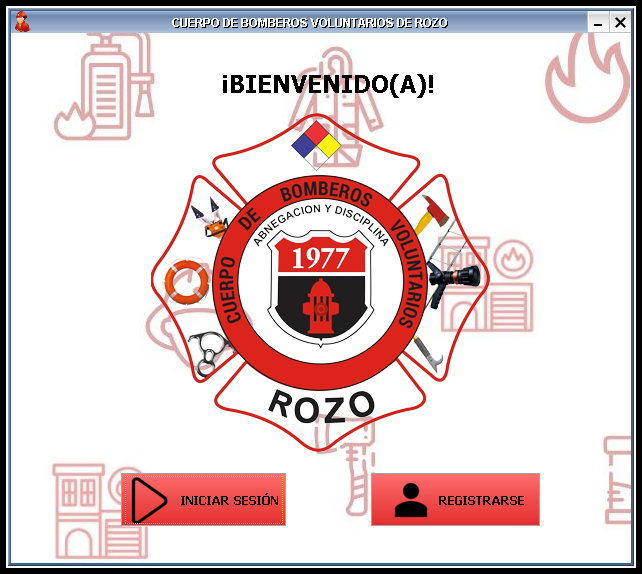 CUERPO DE BOMBEROS VOLUNTARIOS DE ROZO
¡BIENVENIDO(A)!
CUERPO DE BOMBEROS VOLUNTARIOS
ABNEGACION Y DISCIPLINA
1977
ROZO
INICIAR SESIÓN
REGISTRARSE